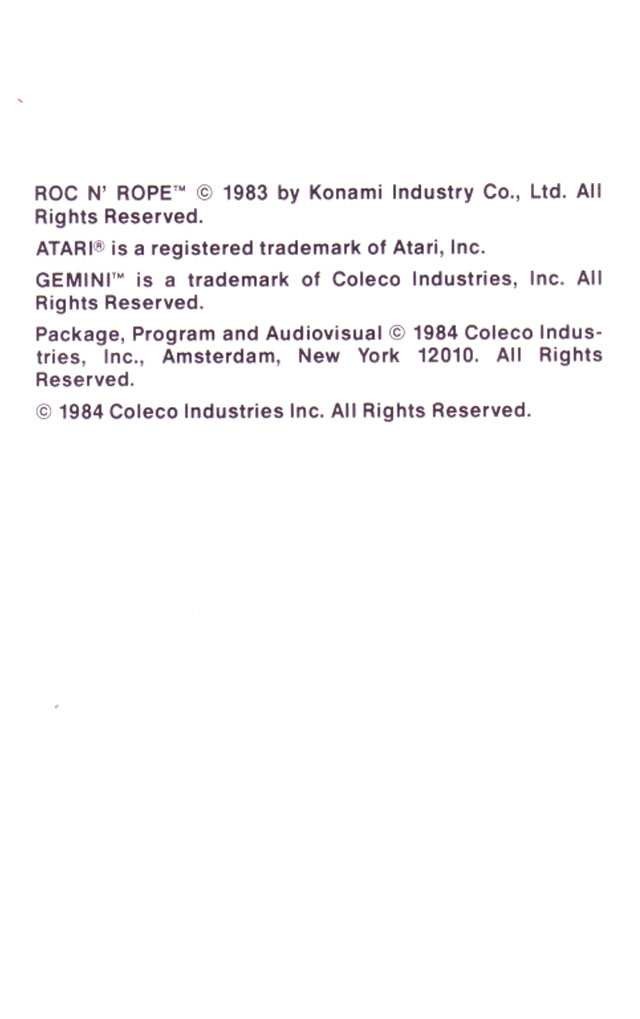 ROC N' ROPE™ © 1983 by Konami Industry Co., Ltd. All
Rights Reserved.
ATARI® is a registered trademark of Atari, Inc.
GEMINI™ is a trademark of Coleco Industries, Inc. All
Rights Reserved.
Package, Program and Audiovisual © 1984 Coleco Indus-
tries, Inc., Amsterdam, New York 12010. All Rights
Reserved.
© 1984 Coleco Industries Inc. All Rights Reserved.